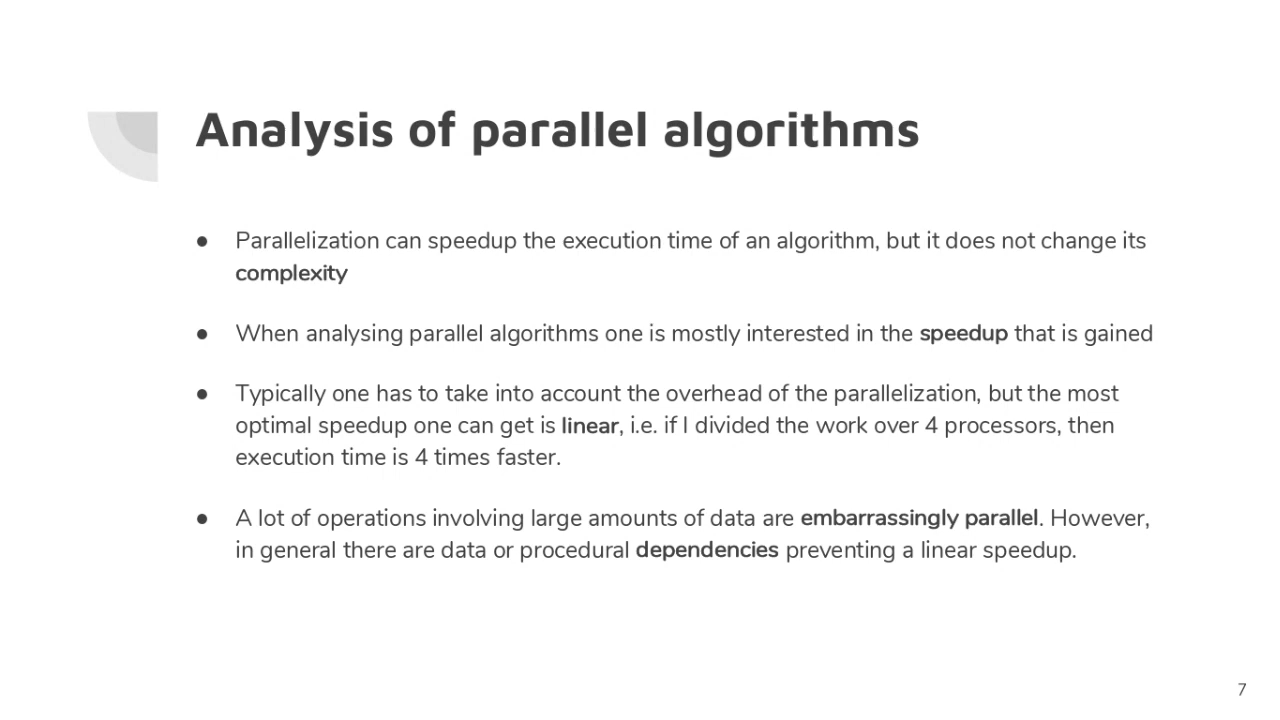 Analysis of parallel algorithms
● Parallelization can speedup the execution time of an algorithm, but it does not change its
complexity
● When analysing parallel algorithms one is mostly interested in the speedup that is gained
● Typically one has to take into account the overhead of the parallelization, but the most
optimal speedup one can get is linear, i.e. if I divided the work over 4 processors, then
execution time is 4 times faster.
● A lot of operations involving large amounts of data are embarrassingly parallel. However,
in general there are data or procedural dependencies preventing a linear speedup.
7